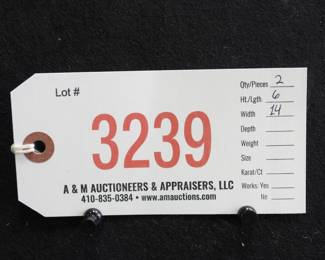 Lot #
3239
A & M AUCTIONEERS & APPRAISERS, LLC
410-835-0384 • www.amauctions.com
Qty/Pieces 2
Ht./Lgth 6
Width 14
Depth
Weight
Size
Karat/Ct
Works: Yes
No